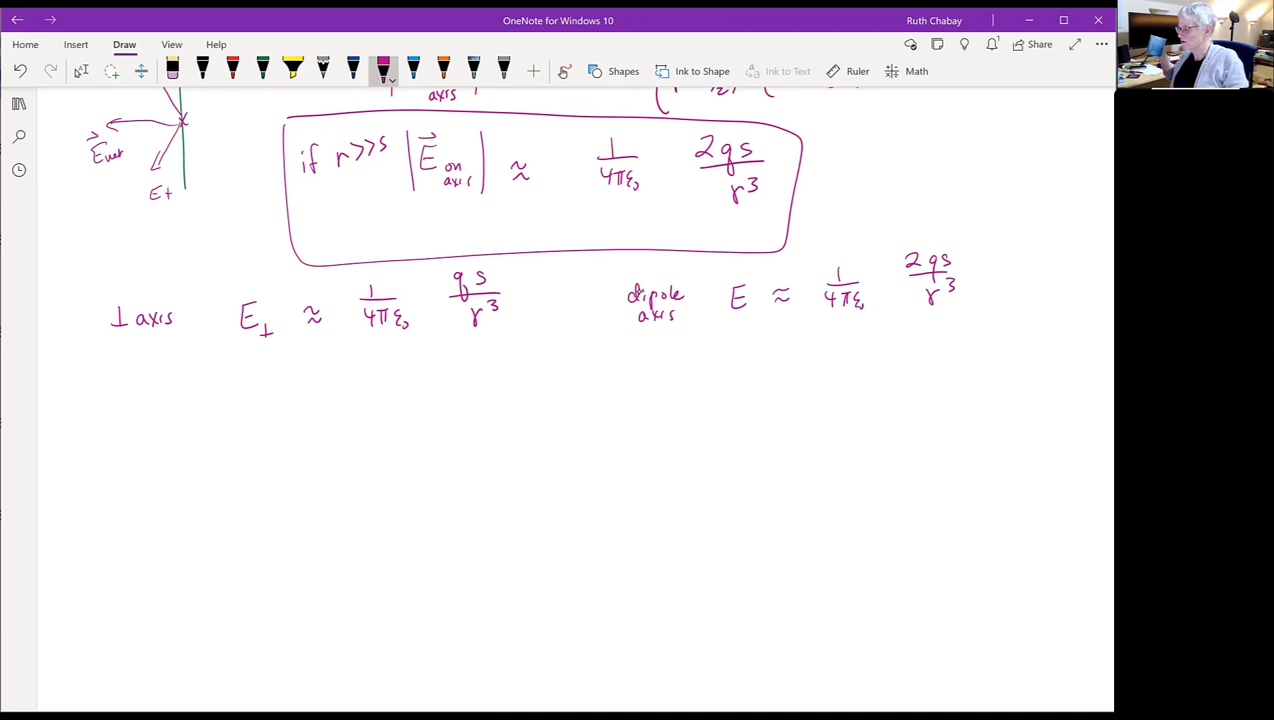 OneNote for Windows 10
Ruth Chabay
Home Insert Draw View Help
Share
Shapes
Ink to Shape
Ink to Text
Ruler
Math
axis
E⃗net
E+
if r>>s |E⃗ on axis| ≈ 1/4πε₀ 2qs/r³
⊥ axis E⊥ ≈ 1/4πε₀ qs/r³
dipole axis E ≈ 1/4πε₀ 2qs/r³